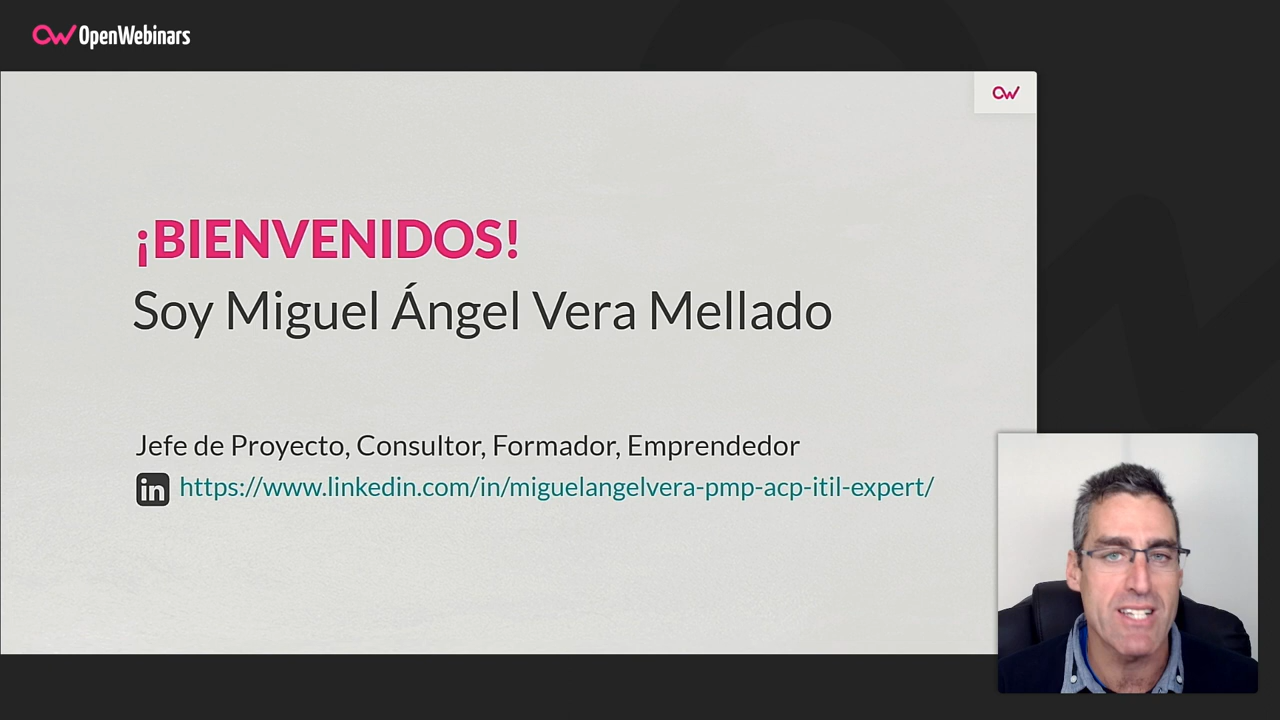 OpenWebinars
¡BIENVENIDOS!
Soy Miguel Ángel Vera Mellado
Jefe de Proyecto, Consultor, Formador, Emprendedor
in https://www.linkedin.com/in/miguelangelvera-pmp-acp-itil-expert/